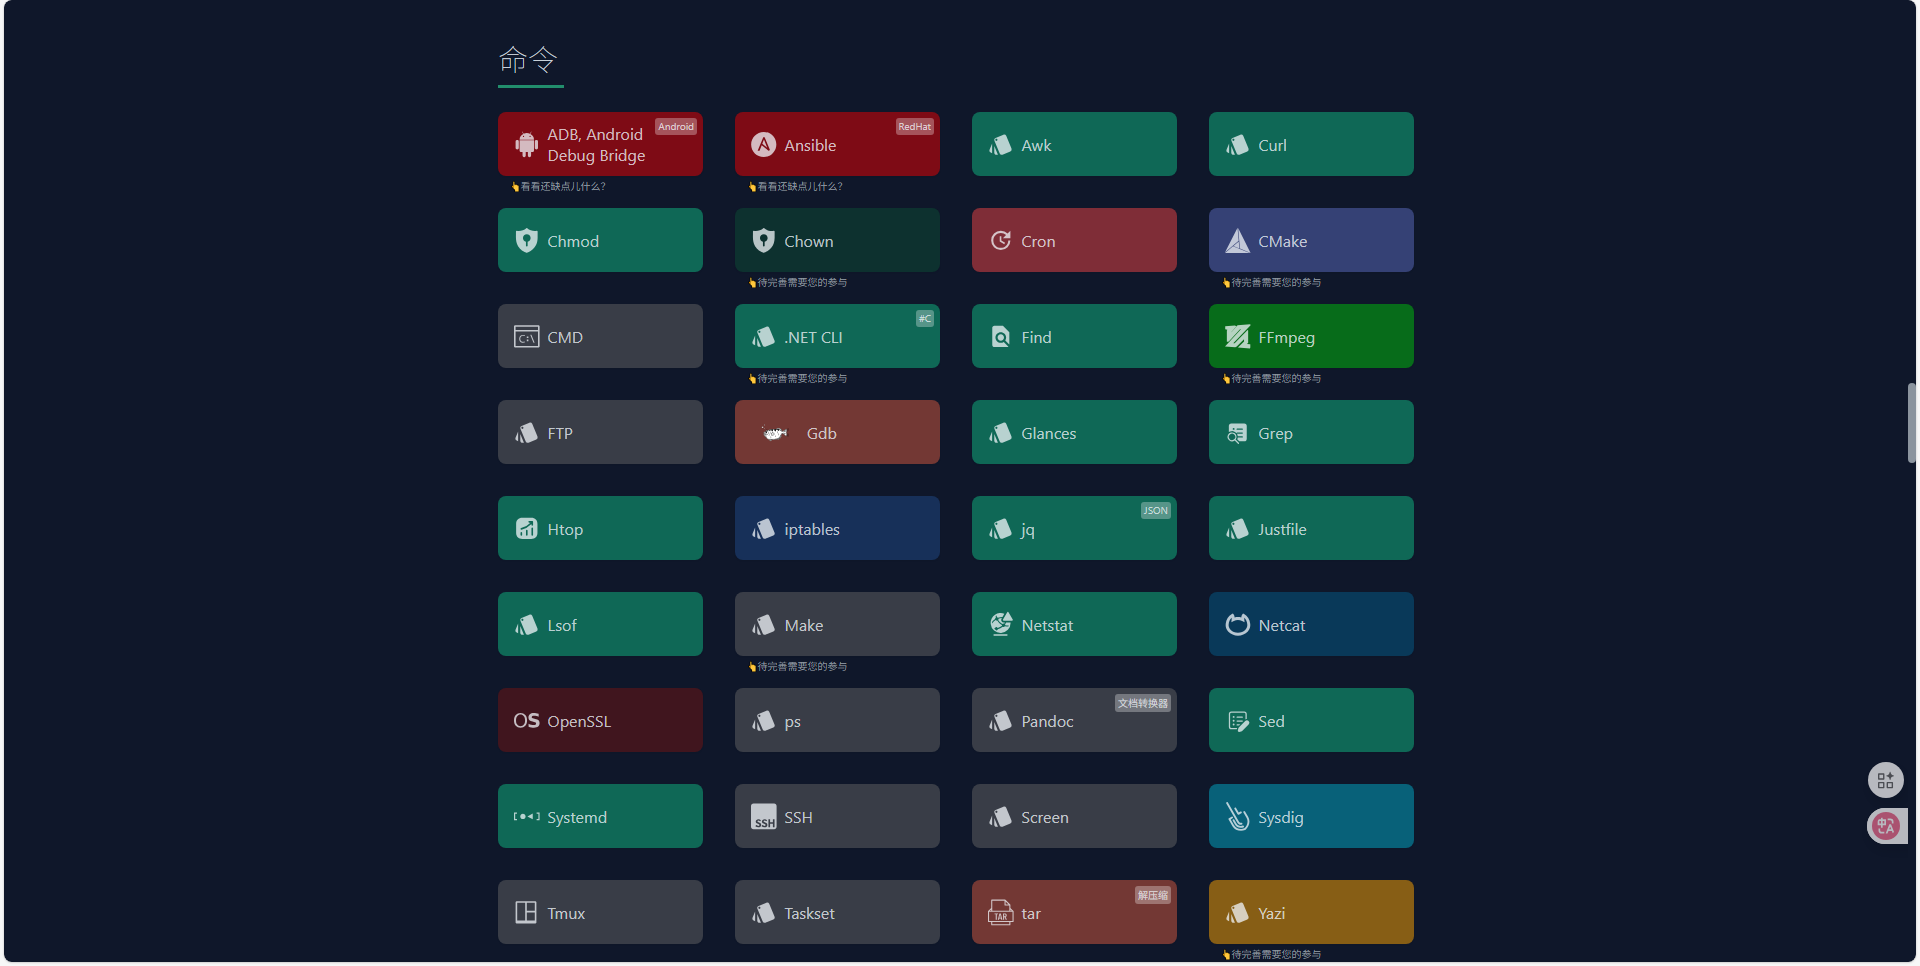 命令
ADB, Android
Debug Bridge
Android
👆看看还缺点儿什么?
Ansible
RedHat
👆看看还缺点儿什么?
Awk
Curl
Chmod
Chown
👆待完善需要您的参与
Cron
CMake
👆待完善需要您的参与
C:\
CMD
.NET CLI
#C
👆待完善需要您的参与
Find
FFmpeg
👆待完善需要您的参与
FTP
Gdb
Glances
Grep
Htop
iptables
jq
JSON
Justfile
Lsof
Make
👆待完善需要您的参与
Netstat
Netcat
OS
OpenSSL
ps
Pandoc
文档转换器
Sed
Systemd
SSH
SSH
Screen
Sysdig
Tmux
Taskset
TAR
tar
解压缩
Yazi
👆待完善需要您的参与
中A